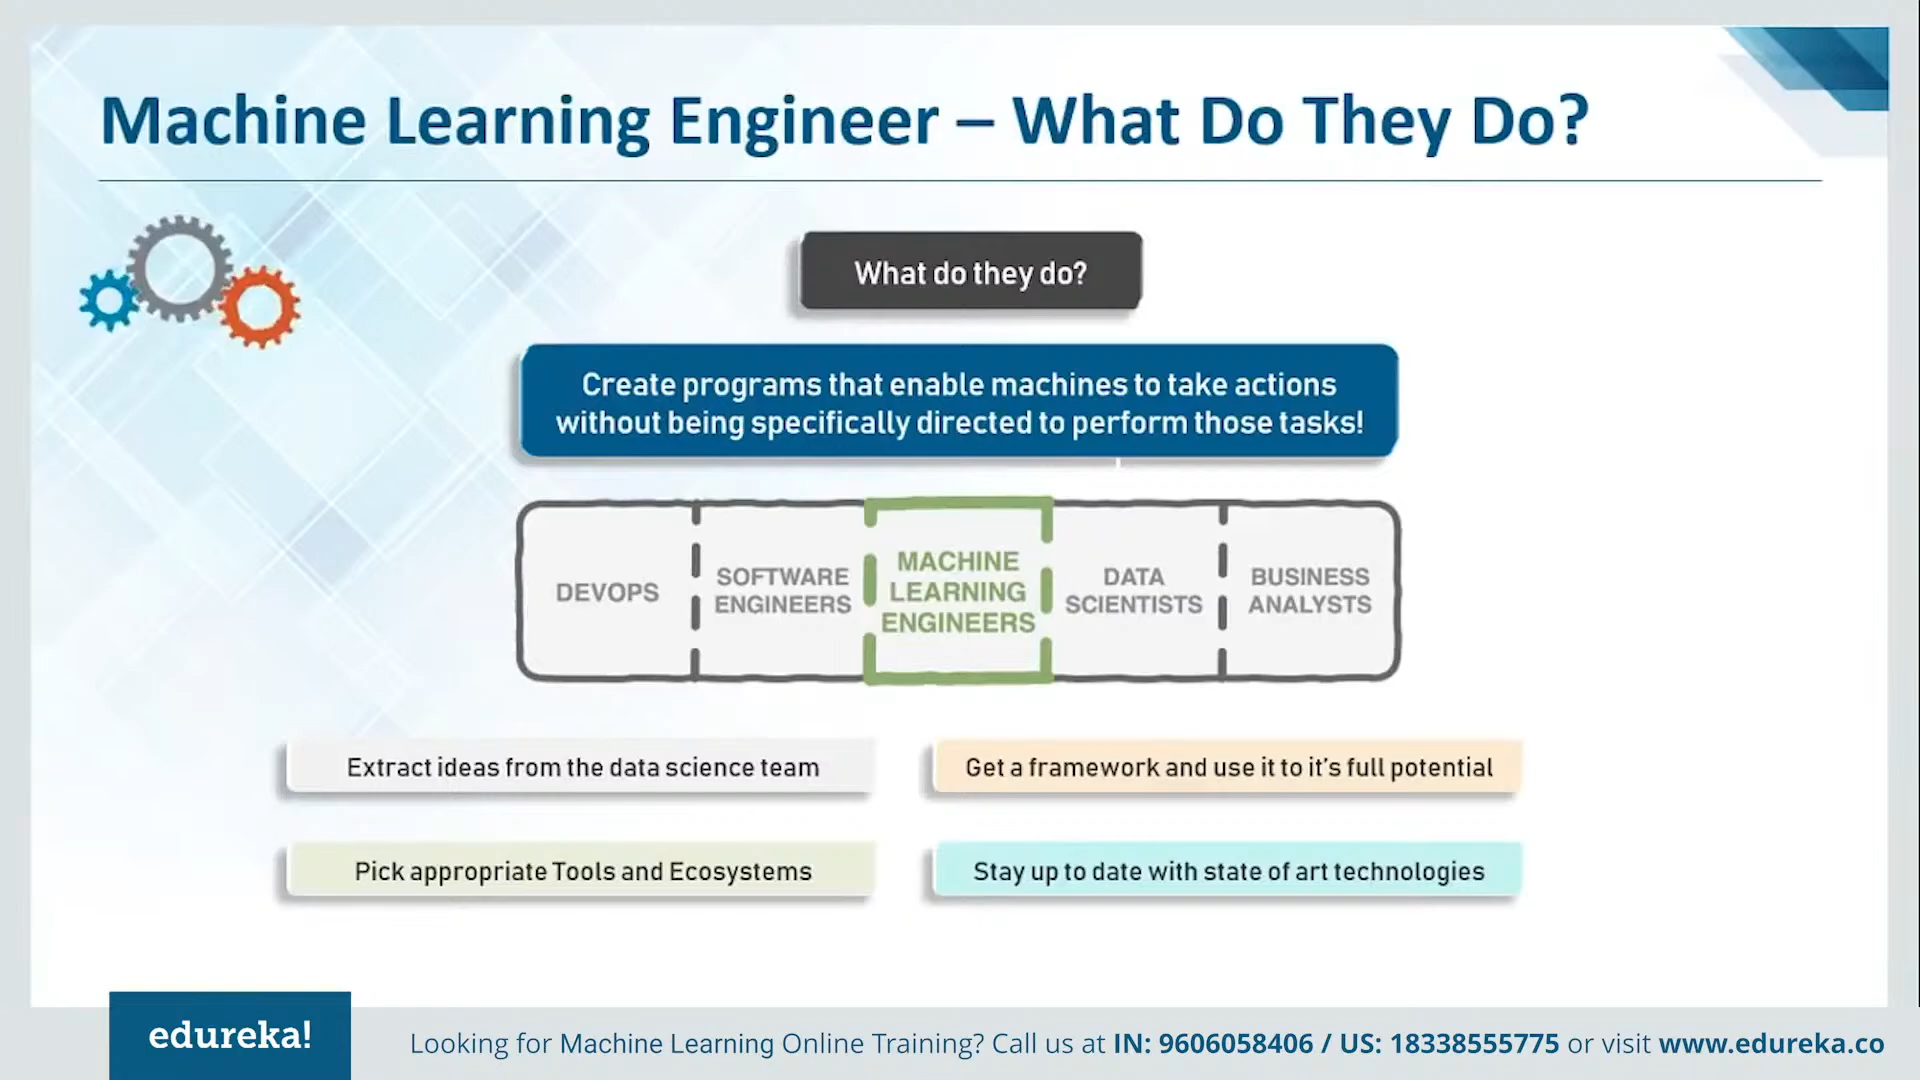 Machine Learning Engineer – What Do They Do?
What do they do?
Create programs that enable machines to take actions
without being specifically directed to perform those tasks!
DEVOPS
SOFTWARE
ENGINEERS
MACHINE
LEARNING
ENGINEERS
DATA
SCIENTISTS
BUSINESS
ANALYSTS
Extract ideas from the data science team
Get a framework and use it to it's full potential
Pick appropriate Tools and Ecosystems
Stay up to date with state of art technologies
edureka!
Looking for Machine Learning Online Training? Call us at IN: 9606058406 / US: 18338555775 or visit www.edureka.co